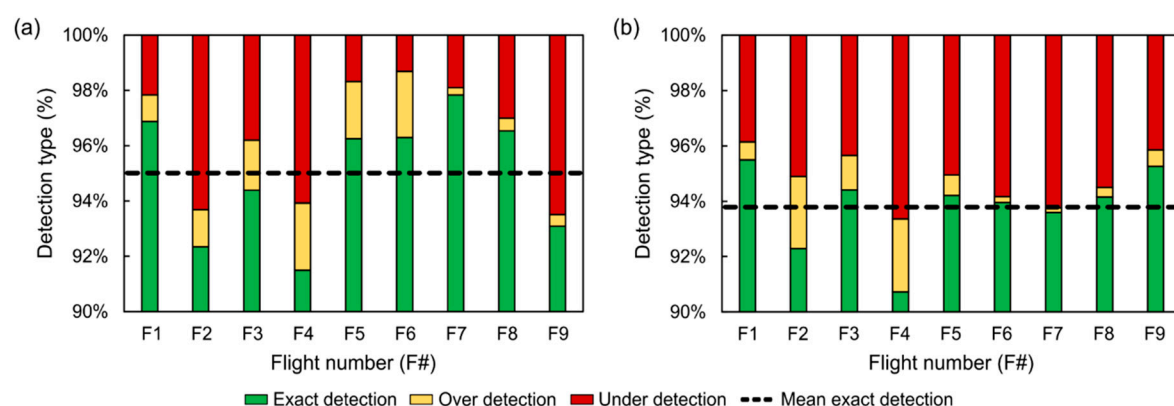 (a)
100%
98%
96%
94%
92%
90%
Detection type (%)
F1 F2 F3 F4 F5 F6 F7 F8 F9
Flight number (F#)
(b)
100%
98%
96%
94%
92%
90%
Detection type (%)
F1 F2 F3 F4 F5 F6 F7 F8 F9
Flight number (F#)
Exact detection Over detection Under detection Mean exact detection